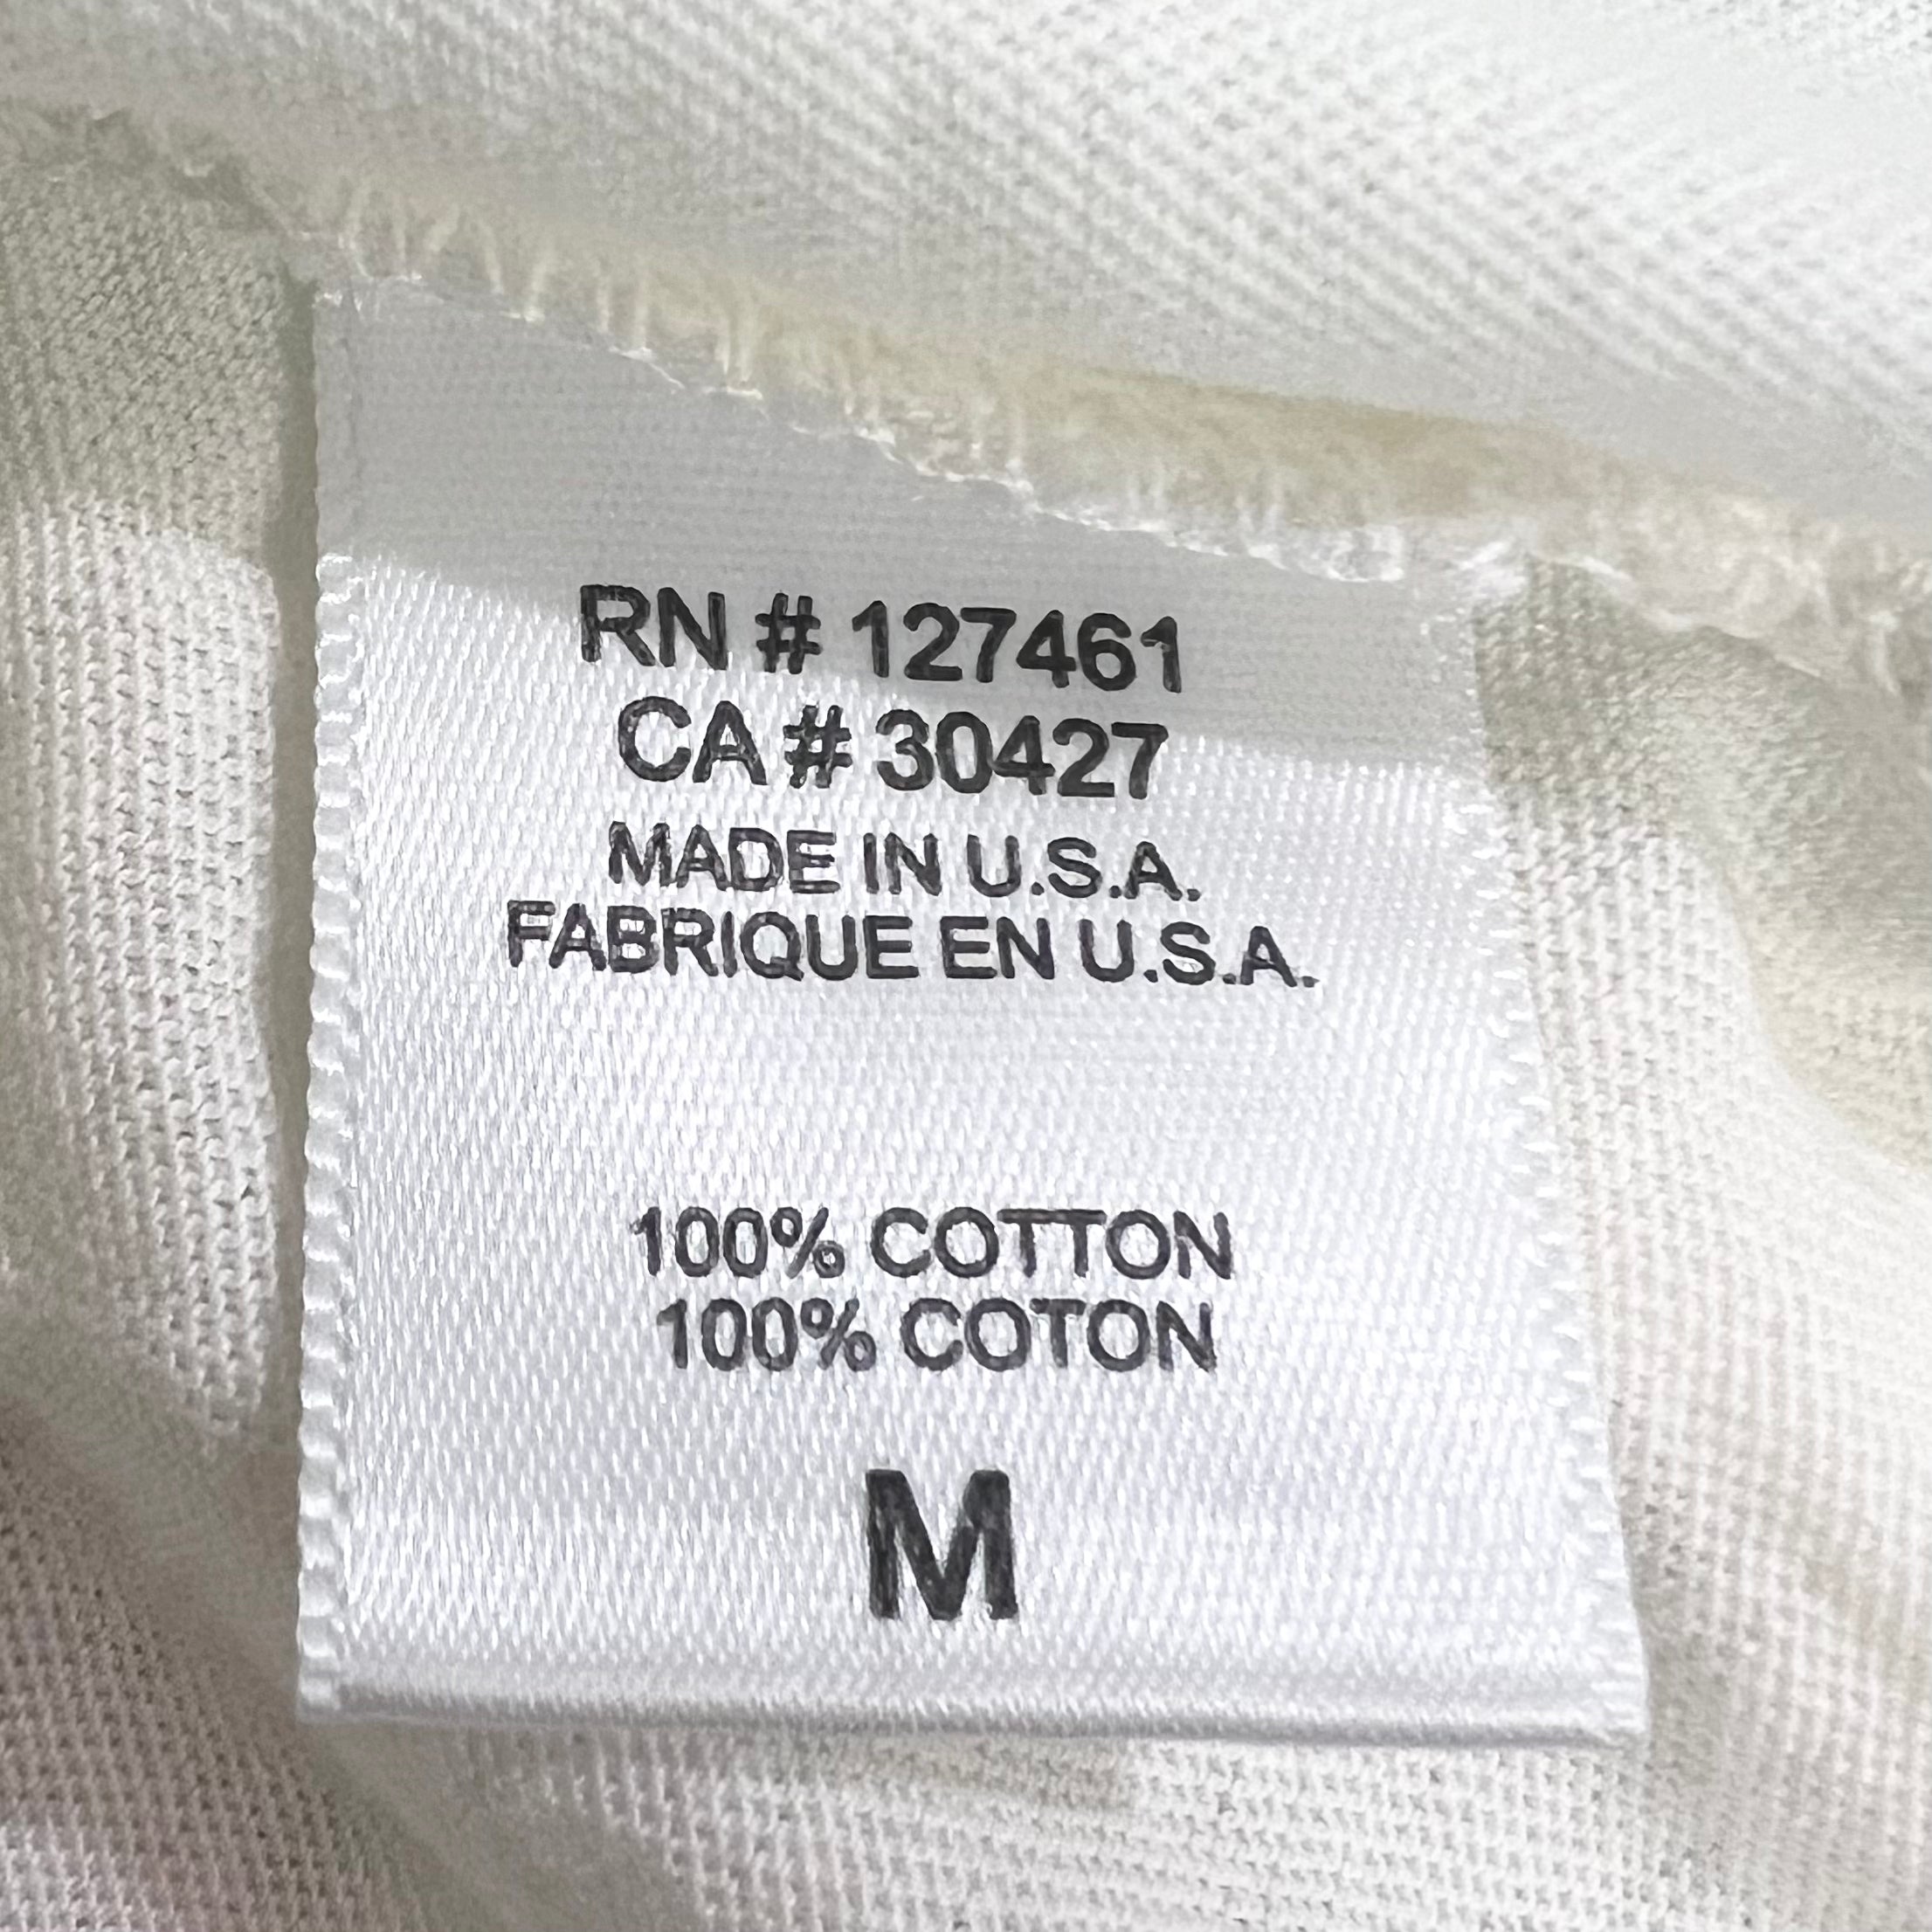 RN # 127461
CA # 30427
MADE IN U.S.A.
FABRIQUE EN U.S.A.
100% COTTON
100% COTON
M